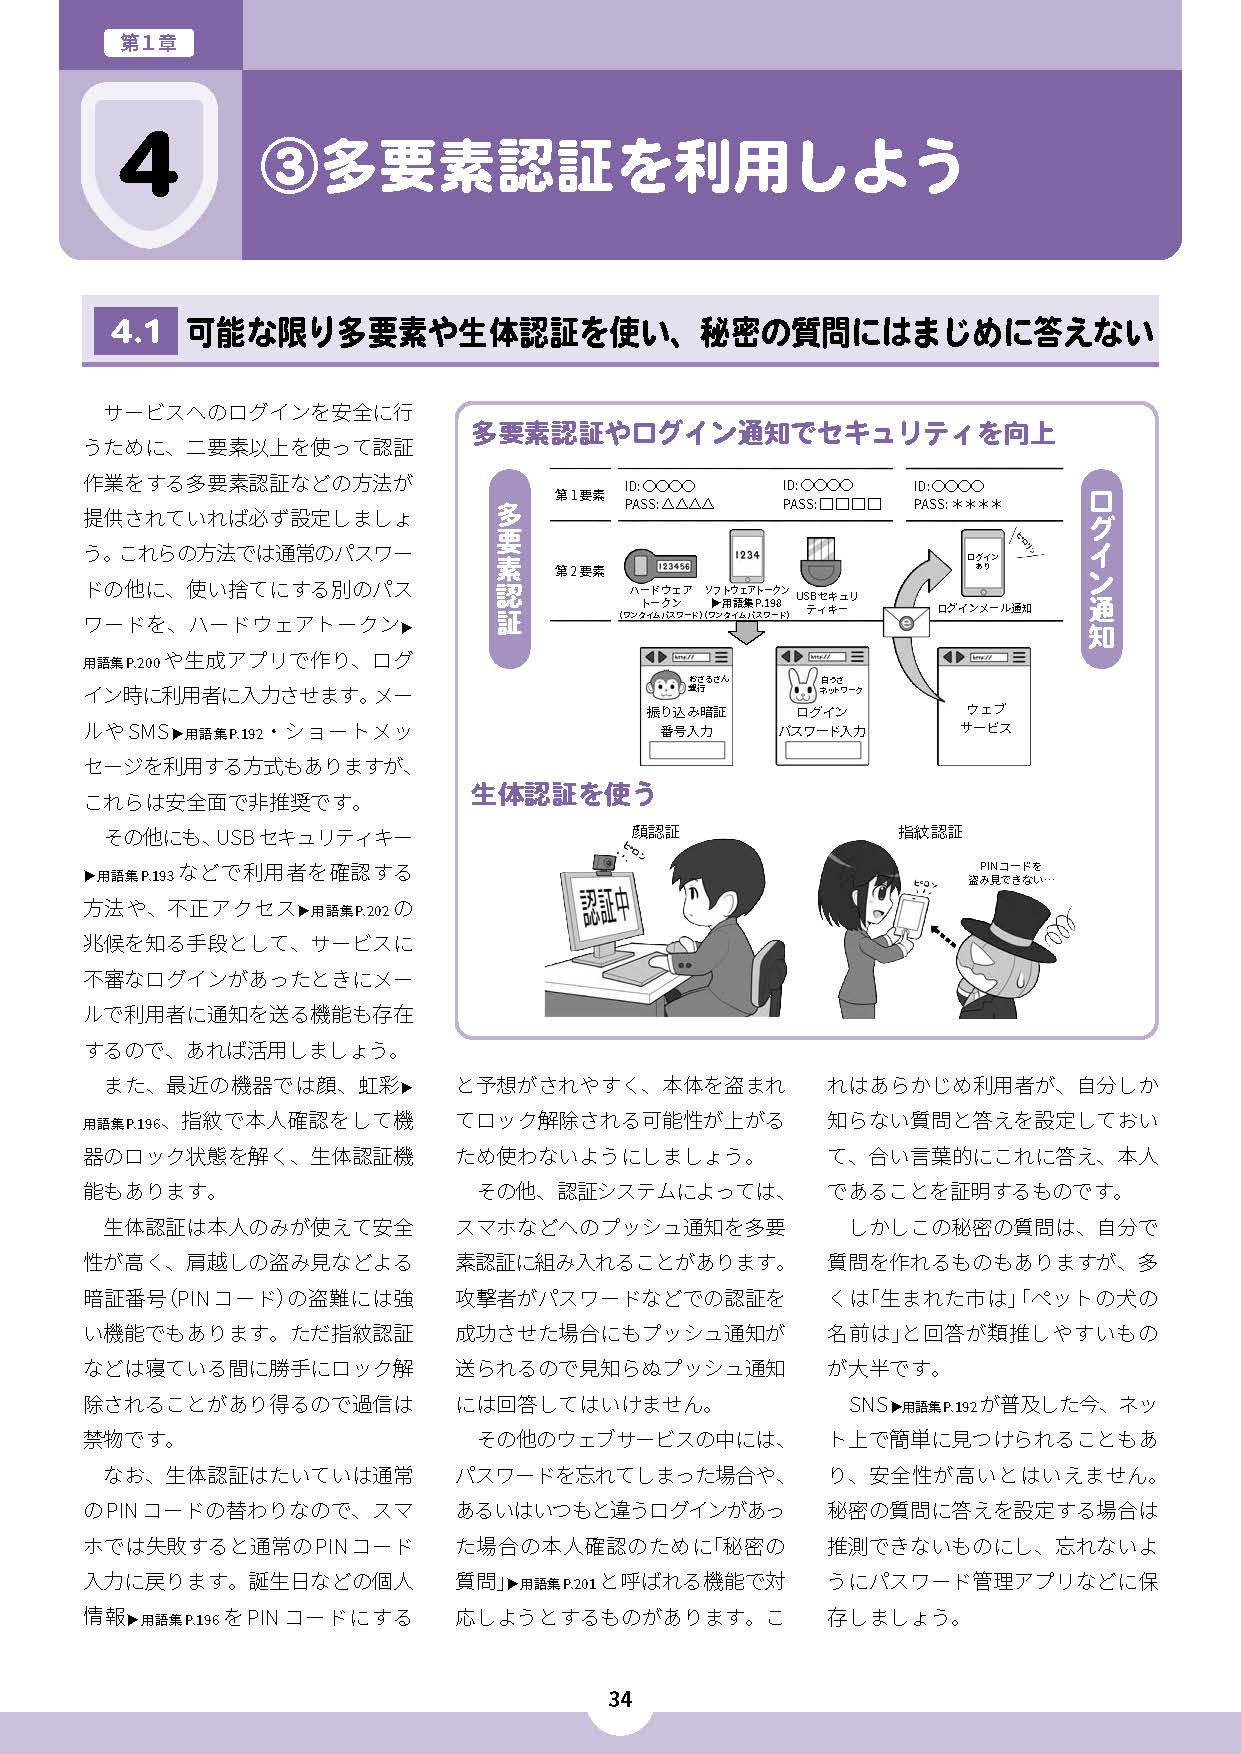 第1章
4
③多要素認証を利用しよう
4.1 可能な限り多要素や生体認証を使い、秘密の質問にはまじめに答えない
サービスへのログインを安全に行
うために、二要素以上を使って認証
作業をする多要素認証などの方法が
提供されていれば必ず設定しましょ
う。これらの方法では通常のパスワー
ドの他に、使い捨てにする別のパス
ワードを、ハードウェアトークン▶
用語集P.200や生成アプリで作り、ログ
イン時に利用者に入力させます。メー
ルやSMS▶用語集P.192・ショートメッ
セージを利用する方式もありますが、
これらは安全面で非推奨です。
その他にも、USBセキュリティキー
▶用語集P.193などで利用者を確認する
方法や、不正アクセス▶用語集P.202の
兆候を知る手段として、サービスに
不審なログインがあったときにメー
ルで利用者に通知を送る機能も存在
するので、あれば活用しましょう。
また、最近の機器では顔、虹彩▶
用語集P.196、指紋で本人確認をして機
器のロック状態を解く、生体認証機
能もあります。
生体認証は本人のみが使えて安全
性が高く、肩越しの盗み見などよる
暗証番号(PINコード)の盗難には強
い機能でもあります。ただ指紋認証
などは寝ている間に勝手にロック解
除されることがあり得るので過信は
禁物です。
なお、生体認証はたいていは通常
のPINコードの替わりなので、スマ
ホでは失敗すると通常のPINコード
入力に戻ります。誕生日などの個人
情報▶用語集P.196をPINコードにする
多要素認証やログイン通知でセキュリティを向上
多要素認証
第1要素
ID:〇〇〇〇
PASS:△△△△
ID:〇〇〇〇
PASS:□□□□
ID:〇〇〇〇
PASS:＊＊＊＊
第2要素
123456
ハードウェア
トークン
(ワンタイムパスワード)
1234
ソフトウェアトークン
▶用語集P.198
(ワンタイムパスワード)
USBセキュリ
ティキー
ピーロリン
ログイン
あり
ログインメール通知
ログイン通知
http://
おさるさん
銀行
振り込み暗証
番号入力
http://
白うさ
ネットワーク
ログイン
パスワード入力
http://
ウェブ
サービス
生体認証を使う
顔認証
ピーロン
認証中
指紋認証
ピーロン
PINコードを
盗み見できない…
と予想がされやすく、本体を盗まれ
てロック解除される可能性が上がる
ため使わないようにしましょう。
その他、認証システムによっては、
スマホなどへのプッシュ通知を多要
素認証に組み入れることがあります。
攻撃者がパスワードなどでの認証を
成功させた場合にもプッシュ通知が
送られるので見知らぬプッシュ通知
には回答してはいけません。
その他のウェブサービスの中には、
パスワードを忘れてしまった場合や、
あるいはいつもと違うログインがあっ
た場合の本人確認のために「秘密の
質問」▶用語集P.201と呼ばれる機能で対
応しようとするものがあります。こ
れはあらかじめ利用者が、自分しか
知らない質問と答えを設定しておい
て、合い言葉的にこれに答え、本人
であることを証明するものです。
しかしこの秘密の質問は、自分で
質問を作れるものもありますが、多
くは「生まれた市は」「ペットの犬の
名前は」と回答が類推しやすいもの
が大半です。
SNS▶用語集P.192が普及した今、ネッ
ト上で簡単に見つけられることもあ
り、安全性が高いとはいえません。
秘密の質問に答えを設定する場合は
推測できないものにし、忘れないよ
うにパスワード管理アプリなどに保
存しましょう。
34